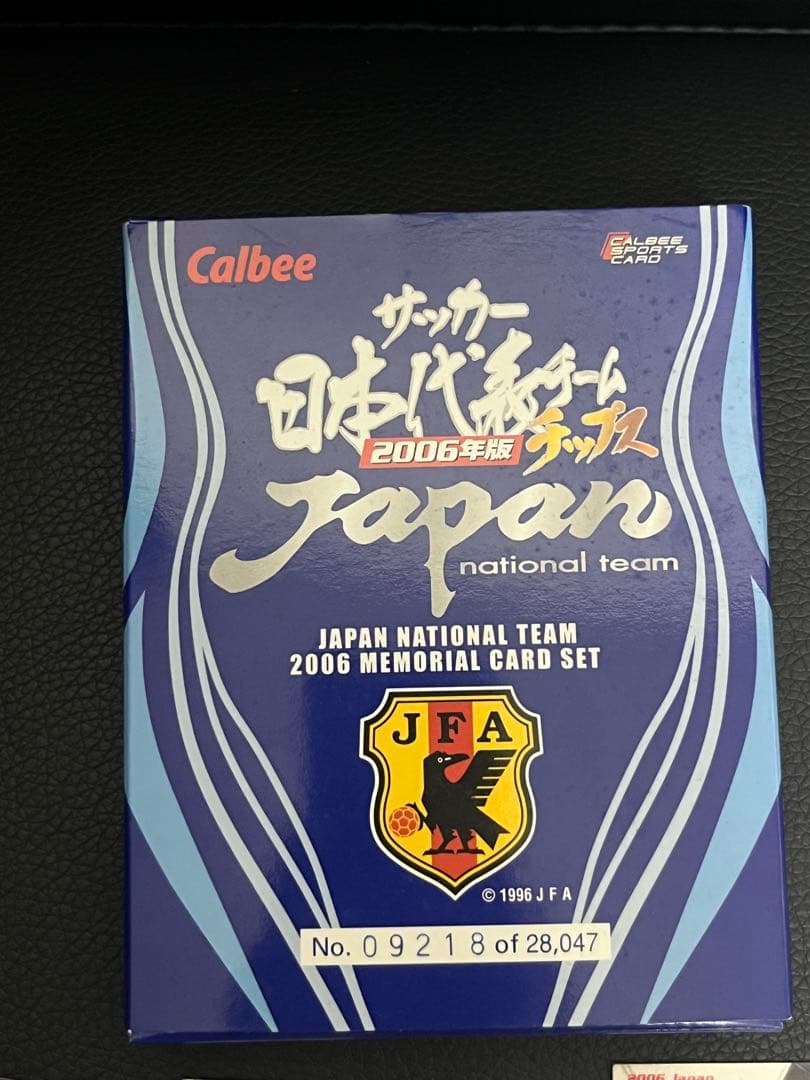 Calbee
CALBEE
SPORTS
CARD
サッカー
日本代表チーム
2006年版
チップス
Japan
national team
JAPAN NATIONAL TEAM
2006 MEMORIAL CARD SET
JFA
© 1996 J F A
No. 09218 of 28,047
2006 Japan